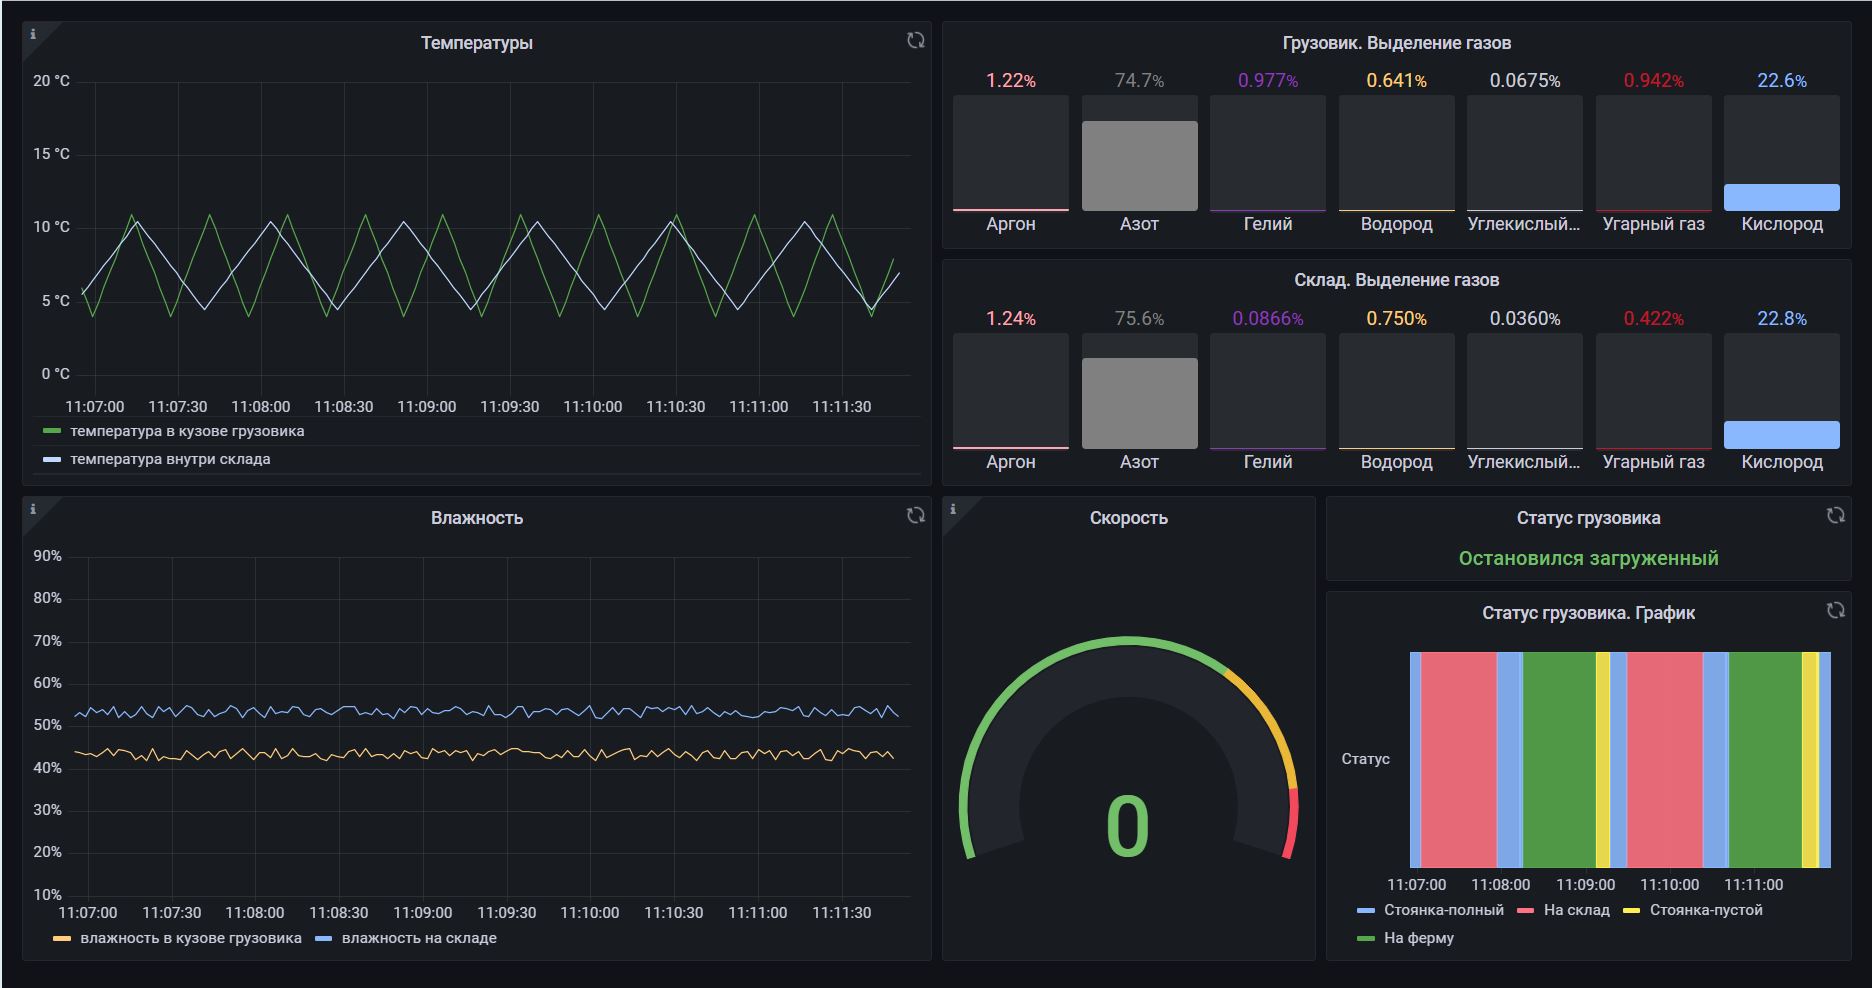 Температуры
20 °C
15 °C
10 °C
5 °C
0 °C
11:07:00 11:07:30 11:08:00 11:08:30 11:09:00 11:09:30 11:10:00 11:10:30 11:11:00 11:11:30
температура в кузове грузовика
температура внутри склада
Грузовик. Выделение газов
1.22% 74.7% 0.977% 0.641% 0.0675% 0.942% 22.6%
Аргон Азот Гелий Водород Углекислый... Угарный газ Кислород
Склад. Выделение газов
1.24% 75.6% 0.0866% 0.750% 0.0360% 0.422% 22.8%
Аргон Азот Гелий Водород Углекислый... Угарный газ Кислород
Влажность
90%
80%
70%
60%
50%
40%
30%
20%
10%
11:07:00 11:07:30 11:08:00 11:08:30 11:09:00 11:09:30 11:10:00 11:10:30 11:11:00 11:11:30
влажность в кузове грузовика влажность на складе
Скорость
0
Статус грузовика
Остановился загруженный
Статус грузовика. График
Статус
11:07:00 11:08:00 11:09:00 11:10:00 11:11:00
Стоянка-полный На склад Стоянка-пустой
На ферму